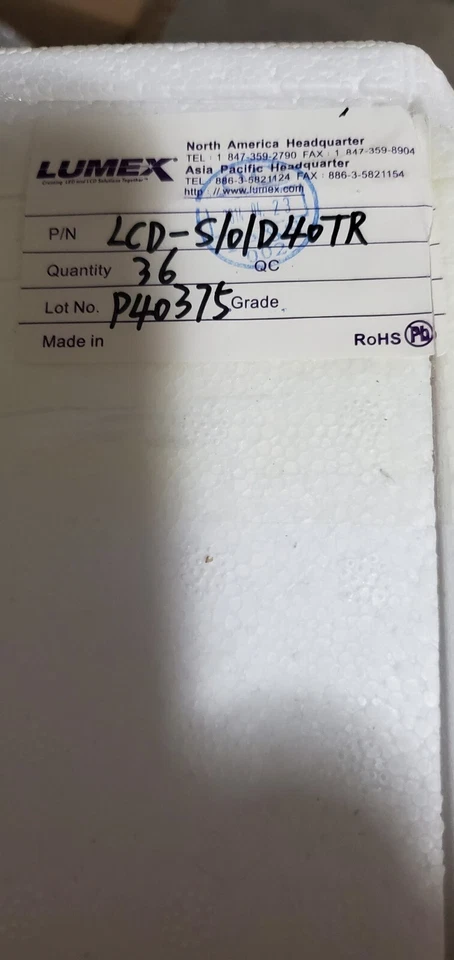 LUMEX
North America Headquarter
TEL : 1 847-359-2790 FAX : 1 847-359-8904
Asia Pacific Headquarter
TEL : 886-3-5821124 FAX : 886-3-5821154
http : // www.lumex.com
P/N LCD-S101D40TR
Quantity 36 QC
Lot No. P40375 Grade
Made in RoHS Pb